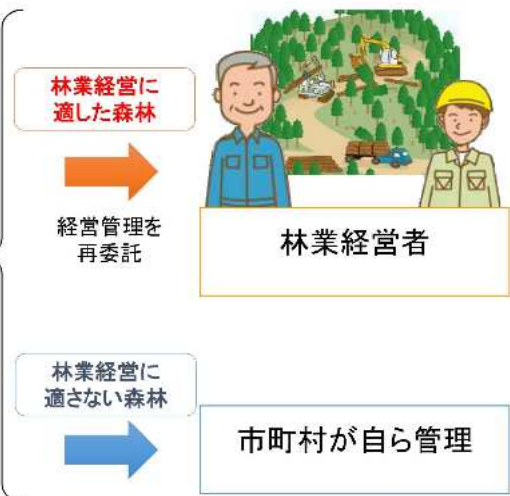 林業経営に
適した森林
経営管理を
再委託
林業経営者
林業経営に
適さない森林
市町村が自ら管理